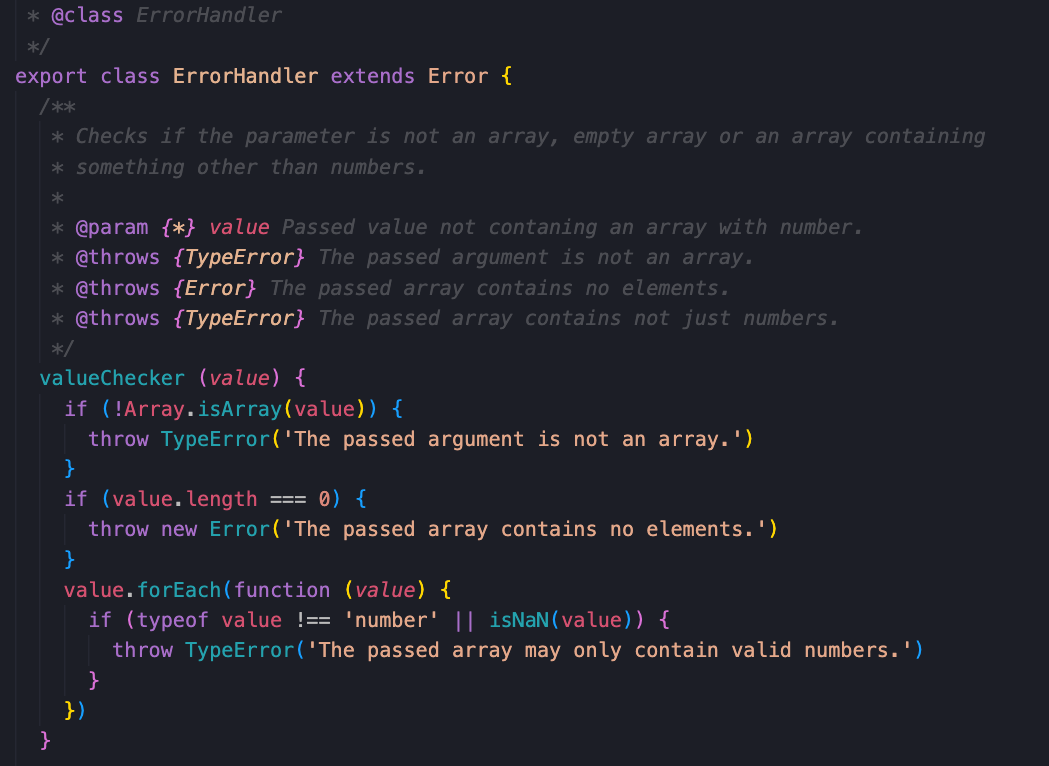 * @class ErrorHandler
*/
export class ErrorHandler extends Error {
/**
* Checks if the parameter is not an array, empty array or an array containing
* something other than numbers.
*
* @param {*} value Passed value not contaning an array with number.
* @throws {TypeError} The passed argument is not an array.
* @throws {Error} The passed array contains no elements.
* @throws {TypeError} The passed array contains not just numbers.
*/
valueChecker (value) {
if (!Array.isArray(value)) {
throw TypeError('The passed argument is not an array.')
}
if (value.length === 0) {
throw new Error('The passed array contains no elements.')
}
value.forEach(function (value) {
if (typeof value !== 'number' || isNaN(value)) {
throw TypeError('The passed array may only contain valid numbers.')
}
})
}